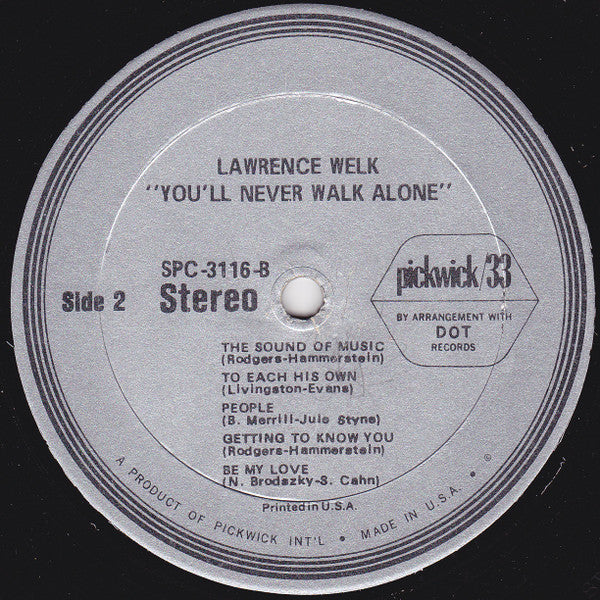 LAWRENCE WELK
"YOU'LL NEVER WALK ALONE"
SPC-3116-B
Side 2 Stereo
pickwick/33
BY ARRANGEMENT WITH
DOT
RECORDS
THE SOUND OF MUSIC
(Rodgers-Hammerstein)
TO EACH HIS OWN
(Livingston-Evans)
PEOPLE
(B. Merrill-Jule Styne)
GETTING TO KNOW YOU
(Rodgers-Hammerstein)
BE MY LOVE
(N. Brodszky-S. Cahn)
Printed in U.S.A.
A PRODUCT OF PICKWICK INT'L • MADE IN U.S.A. • ℗